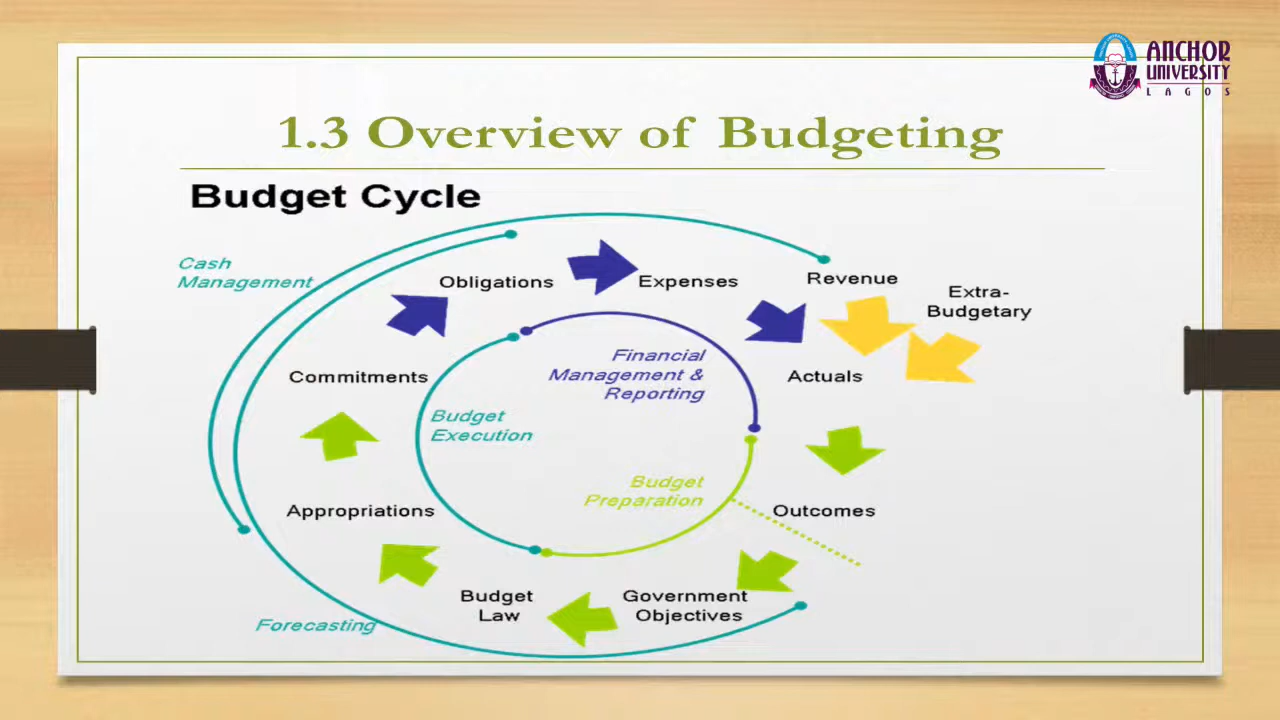 ANCHOR
UNIVERSITY
LAGOS
1.3 Overview of Budgeting
Budget Cycle
Cash
Management
Obligations
Expenses
Revenue
Extra-
Budgetary
Financial
Management &
Reporting
Commitments
Actuals
Budget
Execution
Budget
Preparation
Appropriations
Outcomes
Budget
Law
Government
Objectives
Forecasting